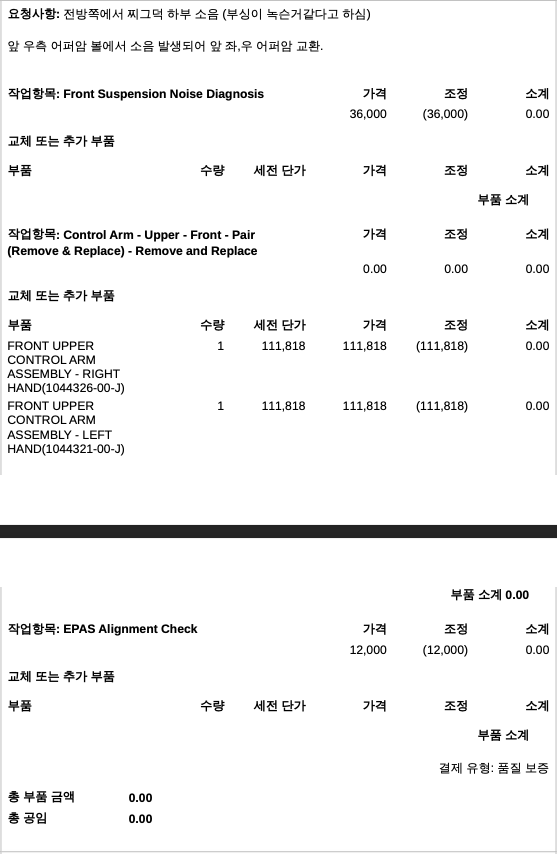 요청사항: 전방쪽에서 찌그덕 하부 소음 (부싱이 녹슨거같다고 하심)
앞 우측 어퍼암 볼에서 소음 발생되어 앞 좌,우 어퍼암 교환.
작업항목: Front Suspension Noise Diagnosis 가격 조정 소계
36,000 (36,000) 0.00
교체 또는 추가 부품
부품 수량 세전 단가 가격 조정 소계
부품 소계
작업항목: Control Arm - Upper - Front - Pair 가격 조정 소계
(Remove & Replace) - Remove and Replace
0.00 0.00 0.00
교체 또는 추가 부품
부품 수량 세전 단가 가격 조정 소계
FRONT UPPER 1 111,818 111,818 (111,818) 0.00
CONTROL ARM
ASSEMBLY - RIGHT
HAND(1044326-00-J)
FRONT UPPER 1 111,818 111,818 (111,818) 0.00
CONTROL ARM
ASSEMBLY - LEFT
HAND(1044321-00-J)
부품 소계 0.00
작업항목: EPAS Alignment Check 가격 조정 소계
12,000 (12,000) 0.00
교체 또는 추가 부품
부품 수량 세전 단가 가격 조정 소계
부품 소계
결제 유형: 품질 보증
총 부품 금액 0.00
총 공임 0.00